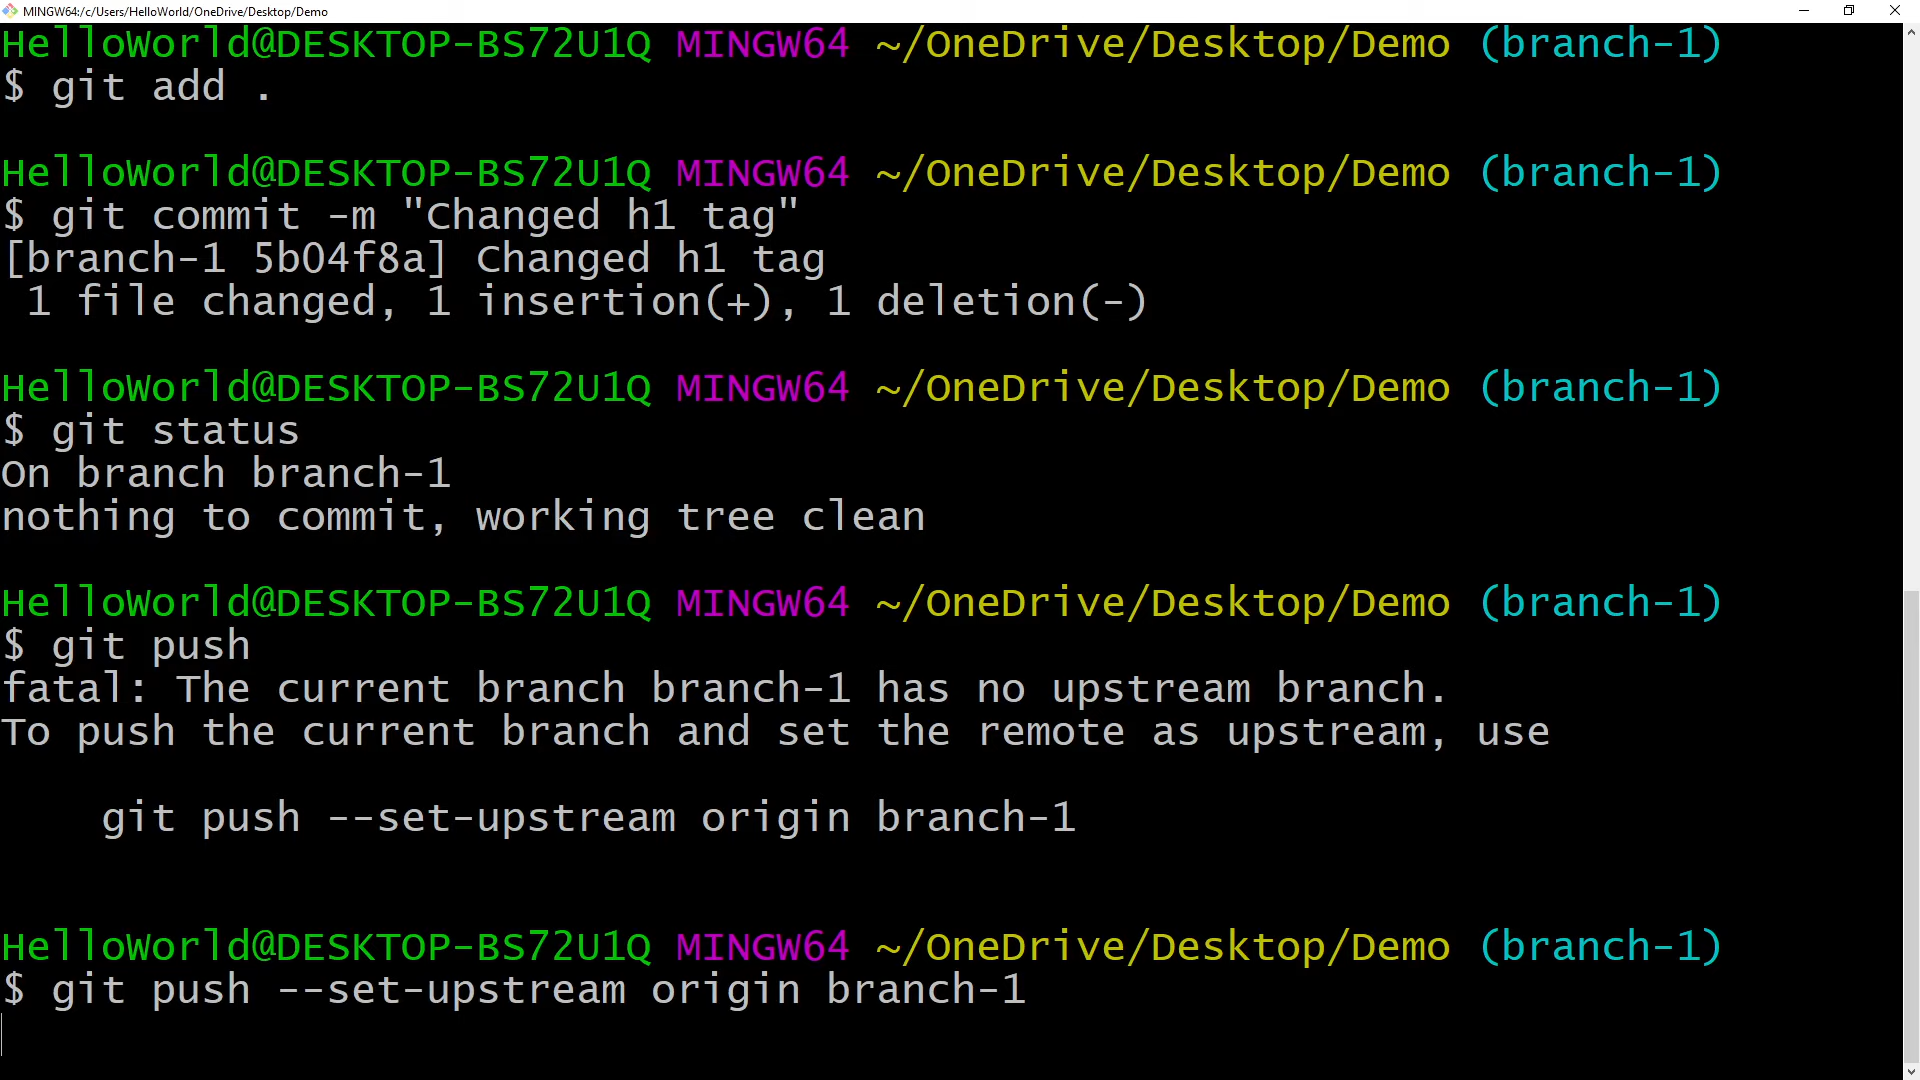 MINGW64:/c/Users/HelloWorld/OneDrive/Desktop/Demo
HelloWorld@DESKTOP-BS72U1Q MINGW64 ~/OneDrive/Desktop/Demo (branch-1)
$ git add .
HelloWorld@DESKTOP-BS72U1Q MINGW64 ~/OneDrive/Desktop/Demo (branch-1)
$ git commit -m "Changed h1 tag"
[branch-1 5b04f8a] Changed h1 tag
 1 file changed, 1 insertion(+), 1 deletion(-)
HelloWorld@DESKTOP-BS72U1Q MINGW64 ~/OneDrive/Desktop/Demo (branch-1)
$ git status
On branch branch-1
nothing to commit, working tree clean
HelloWorld@DESKTOP-BS72U1Q MINGW64 ~/OneDrive/Desktop/Demo (branch-1)
$ git push
fatal: The current branch branch-1 has no upstream branch.
To push the current branch and set the remote as upstream, use
    git push --set-upstream origin branch-1
HelloWorld@DESKTOP-BS72U1Q MINGW64 ~/OneDrive/Desktop/Demo (branch-1)
$ git push --set-upstream origin branch-1